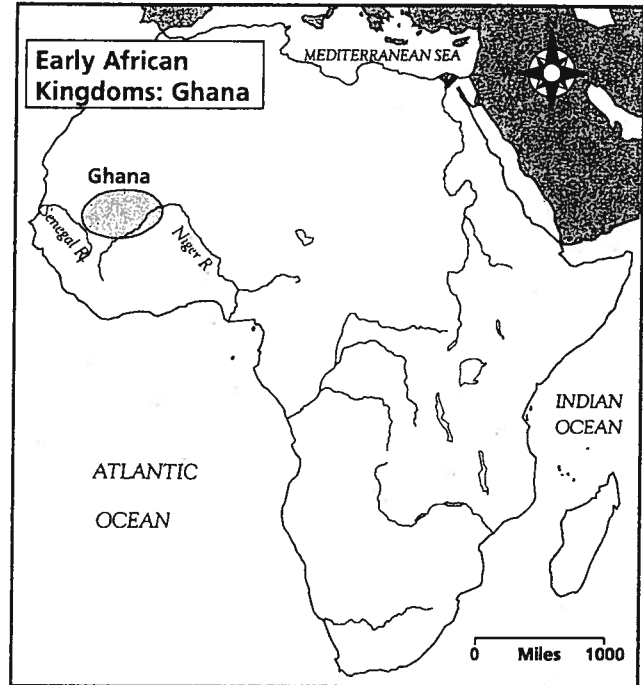 Early African
Kingdoms: Ghana
MEDITERRANEAN SEA
Ghana
Senegal R.
Niger R
INDIAN
OCEAN
ATLANTIC
OCEAN
0 Miles 1000